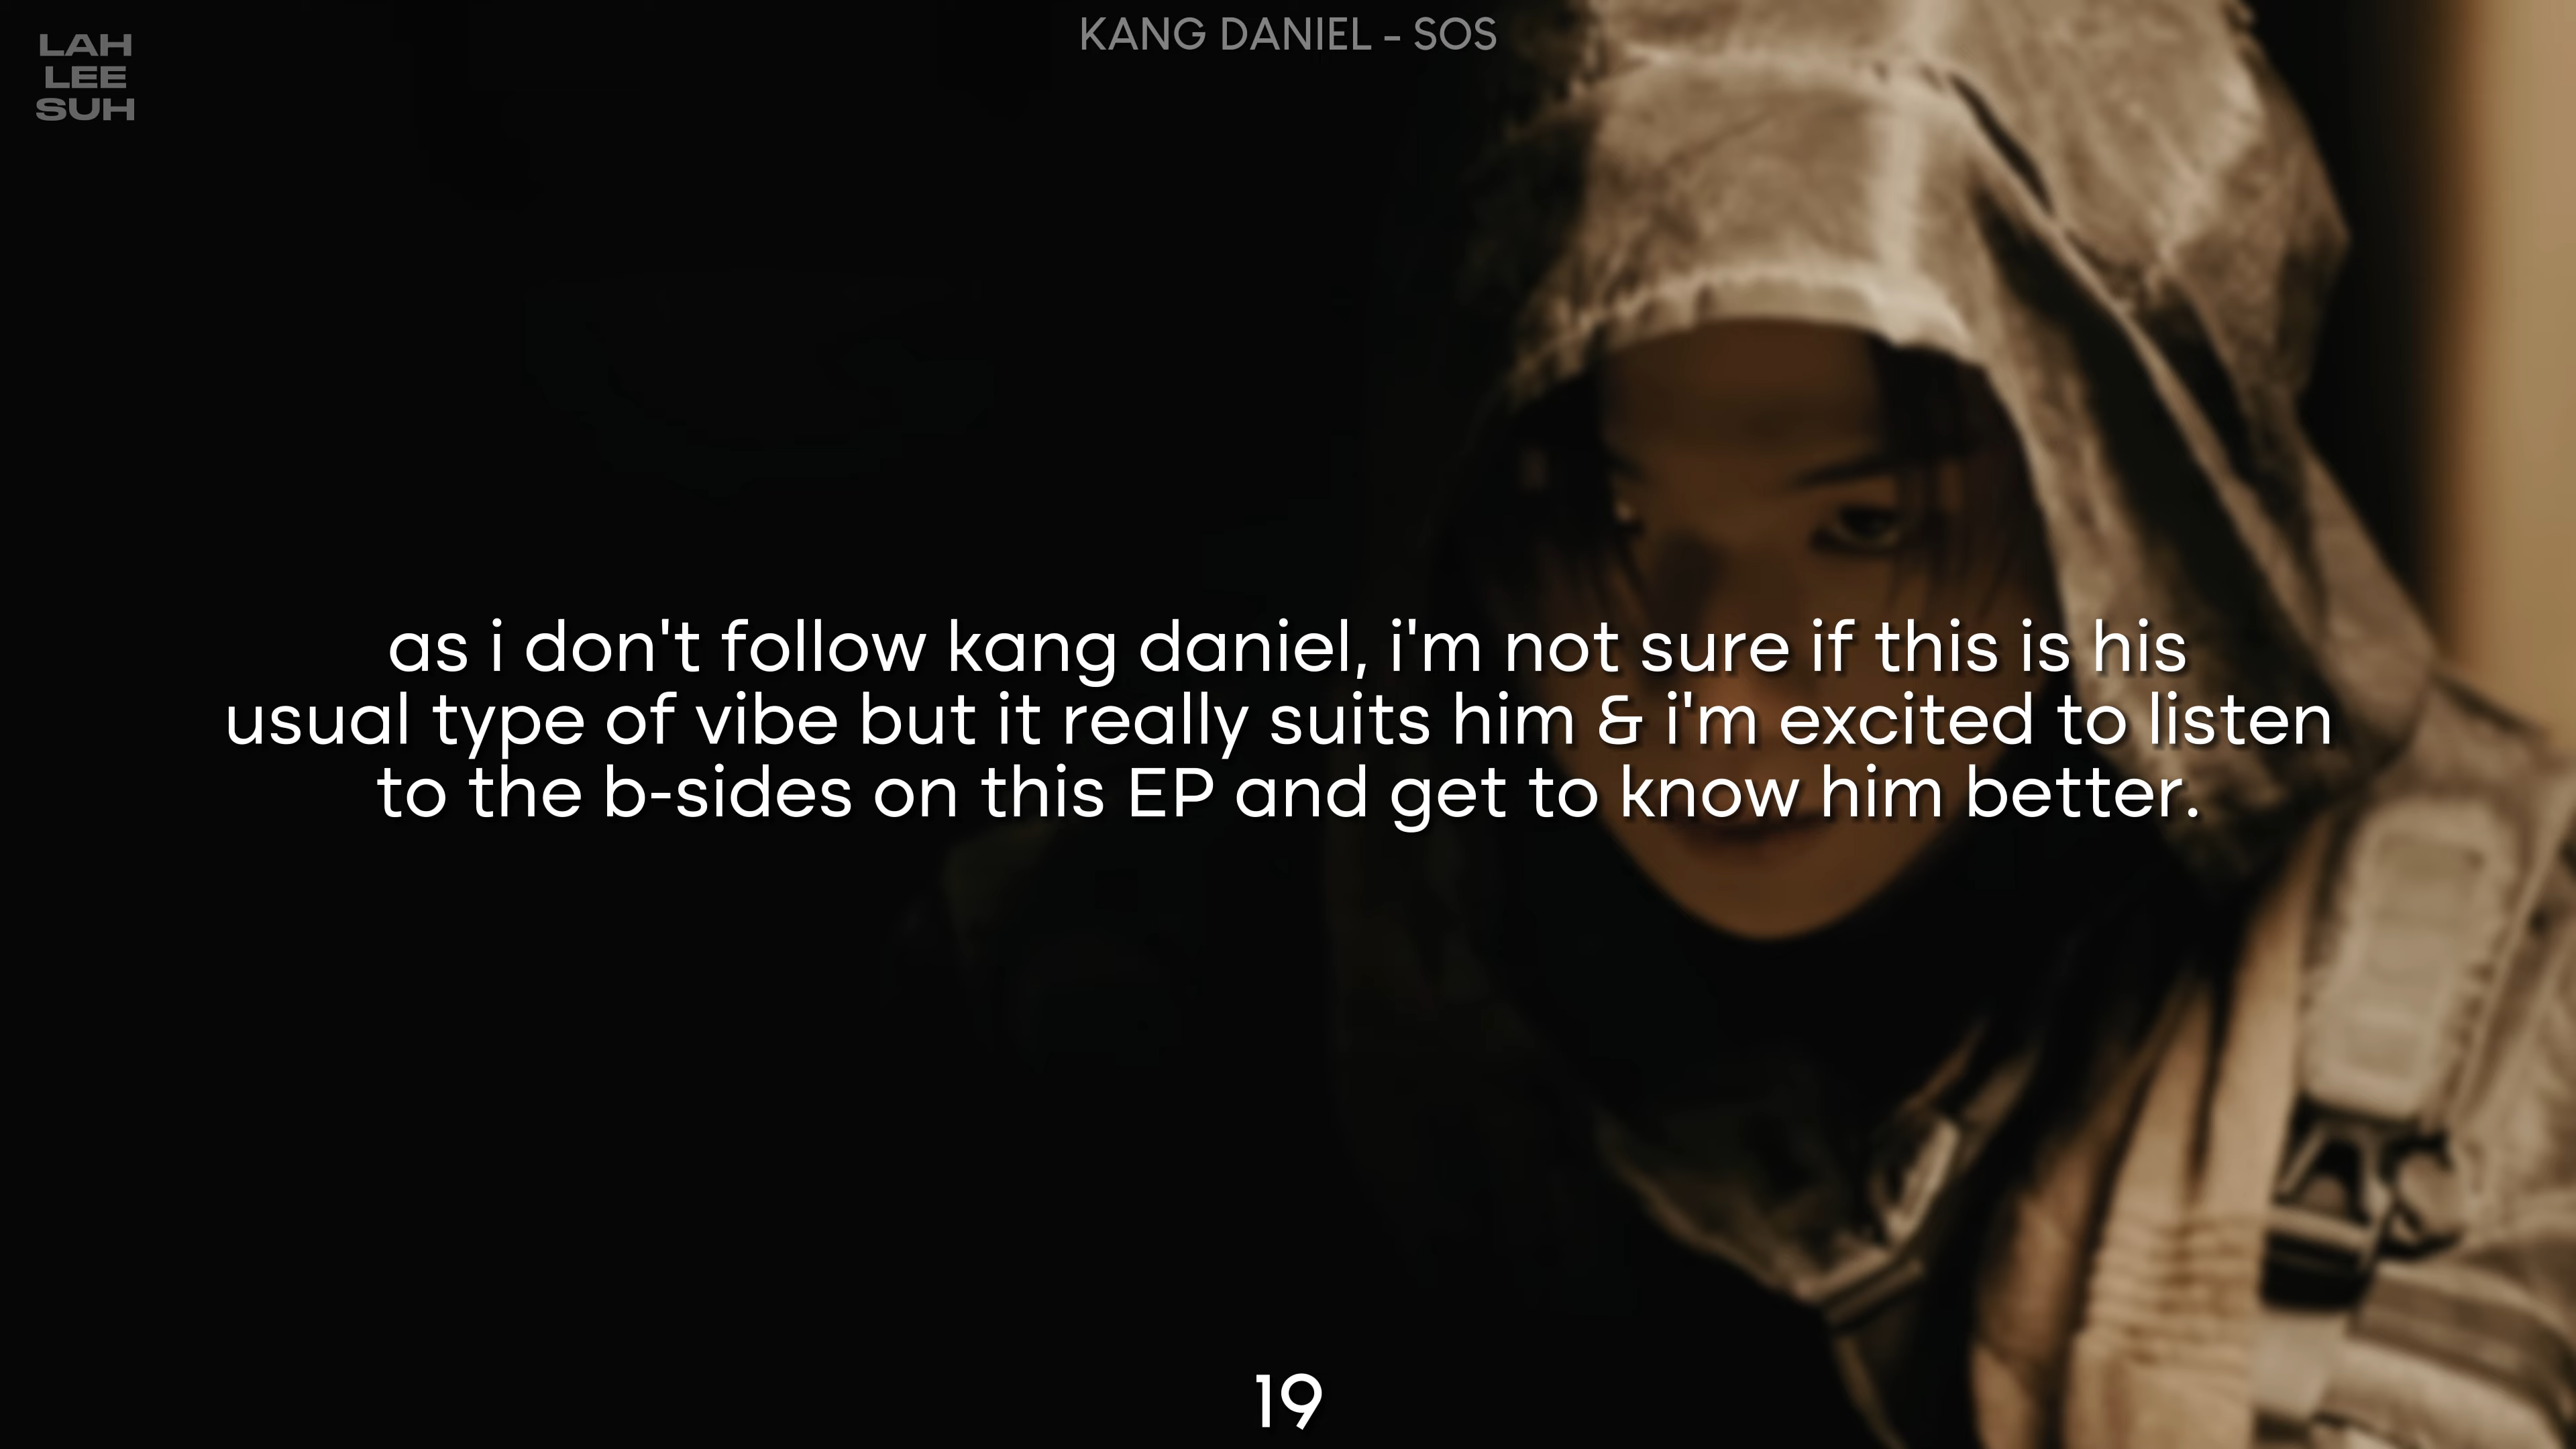 LAH
LEE
SUH
KANG DANIEL - SOS
as i don't follow kang daniel, i'm not sure if this is his
usual type of vibe but it really suits him & i'm excited to listen
to the b-sides on this EP and get to know him better.
19